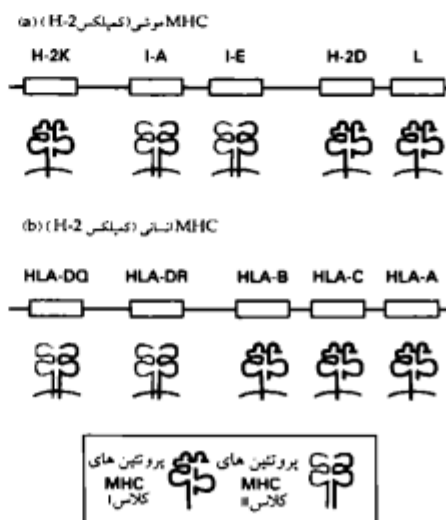 (a) MHC موشی (کمپلکس H-2)
H-2K I-A I-E H-2D L
(b) MHC انسانی (کمپلکس H-2)
HLA-DQ HLA-DR HLA-B HLA-C HLA-A
پروتئین های پروتئین های
MHC MHC
کلاس I کلاس II